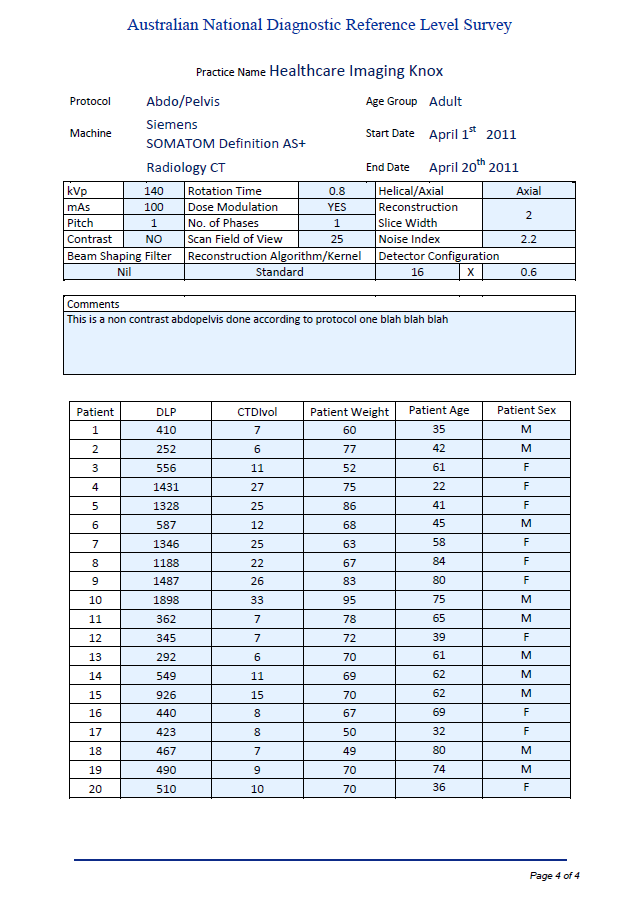 Australian National Diagnostic Reference Level Survey
Practice Name Healthcare Imaging Knox
Protocol Abdo/Pelvis Age Group Adult
Machine Siemens SOMATOM Definition AS+ Start Date April 1st 2011
Radiology CT End Date April 20th 2011
kVp 140 Rotation Time 0.8 Helical/Axial Axial
mAs 100 Dose Modulation YES Reconstruction Slice Width 2
Pitch 1 No. of Phases 1
Contrast NO Scan Field of View 25 Noise Index 2.2
Beam Shaping Filter Reconstruction Algorithm/Kernel Detector Configuration
Nil Standard 16 X 0.6
Comments
This is a non contrast abdopelvis done according to protocol one blah blah blah
Patient DLP CTDIvol Patient Weight Patient Age Patient Sex
1 410 7 60 35 M
2 252 6 77 42 M
3 556 11 52 61 F
4 1431 27 75 22 F
5 1328 25 86 41 F
6 587 12 68 45 M
7 1346 25 63 58 F
8 1188 22 67 84 F
9 1487 26 83 80 F
10 1898 33 95 75 M
11 362 7 78 65 M
12 345 7 72 39 F
13 292 6 70 61 M
14 549 11 69 62 M
15 926 15 70 62 M
16 440 8 67 69 F
17 423 8 50 32 F
18 467 7 49 80 M
19 490 9 70 74 M
20 510 10 70 36 F
Page 4 of 4